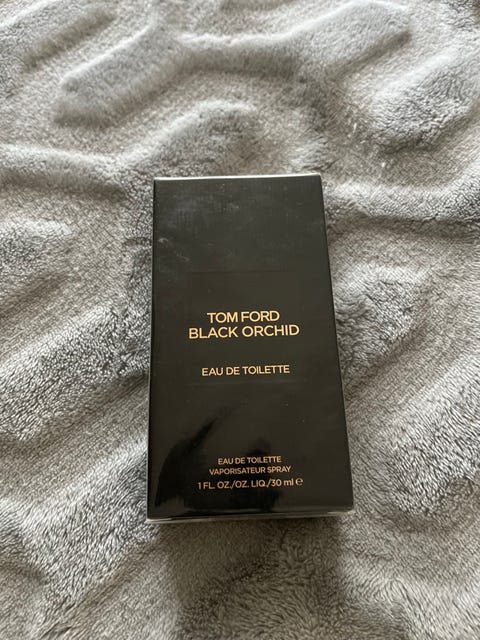 TOM FORD
BLACK ORCHID
EAU DE TOILETTE
EAU DE TOILETTE
VAPORISATEUR SPRAY
1 FL. OZ./OZ. LIQ./30 ml ℮